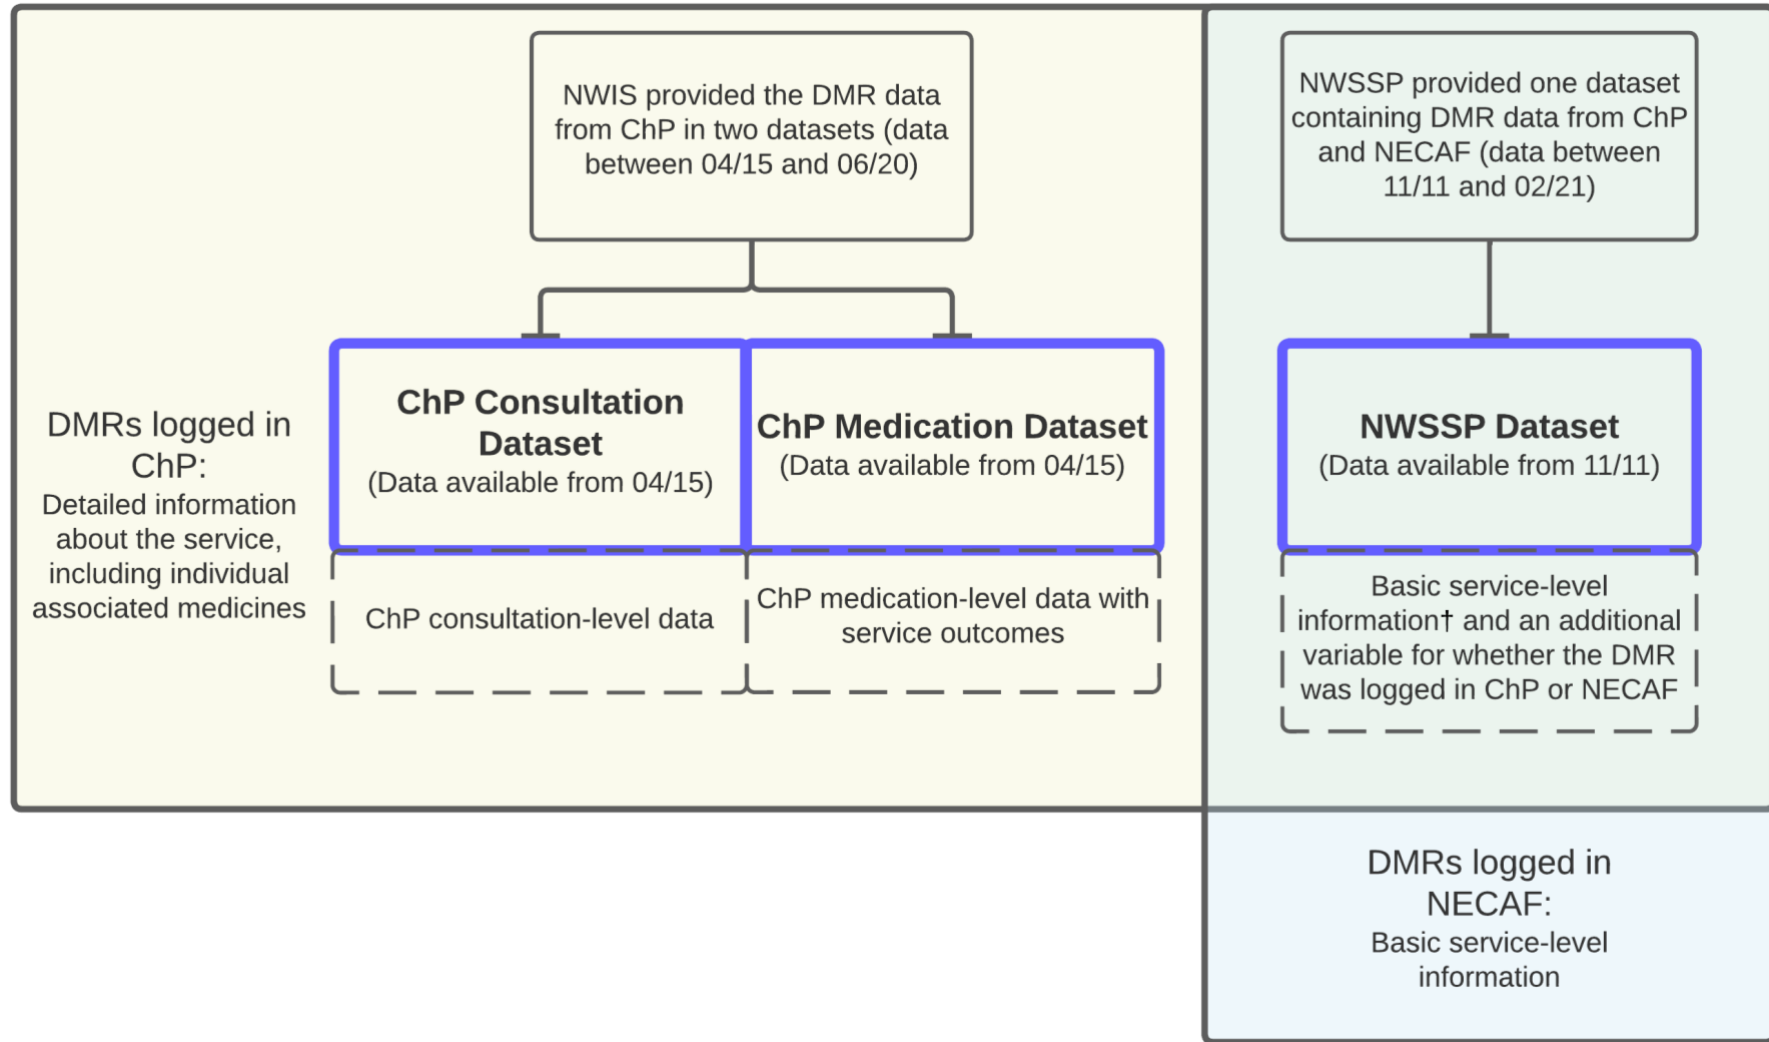 NWIS provided the DMR data
from ChP in two datasets (data
between 04/15 and 06/20)
NWSSP provided one dataset
containing DMR data from ChP
and NECAF (data between
11/11 and 02/21)
DMRs logged in
ChP:
Detailed information
about the service,
including individual
associated medicines
ChP Consultation
Dataset
(Data available from 04/15)
ChP Medication Dataset
(Data available from 04/15)
NWSSP Dataset
(Data available from 11/11)
ChP consultation-level data
ChP medication-level data with
service outcomes
Basic service-level
information† and an additional
variable for whether the DMR
was logged in ChP or NECAF
DMRs logged in
NECAF:
Basic service-level
information